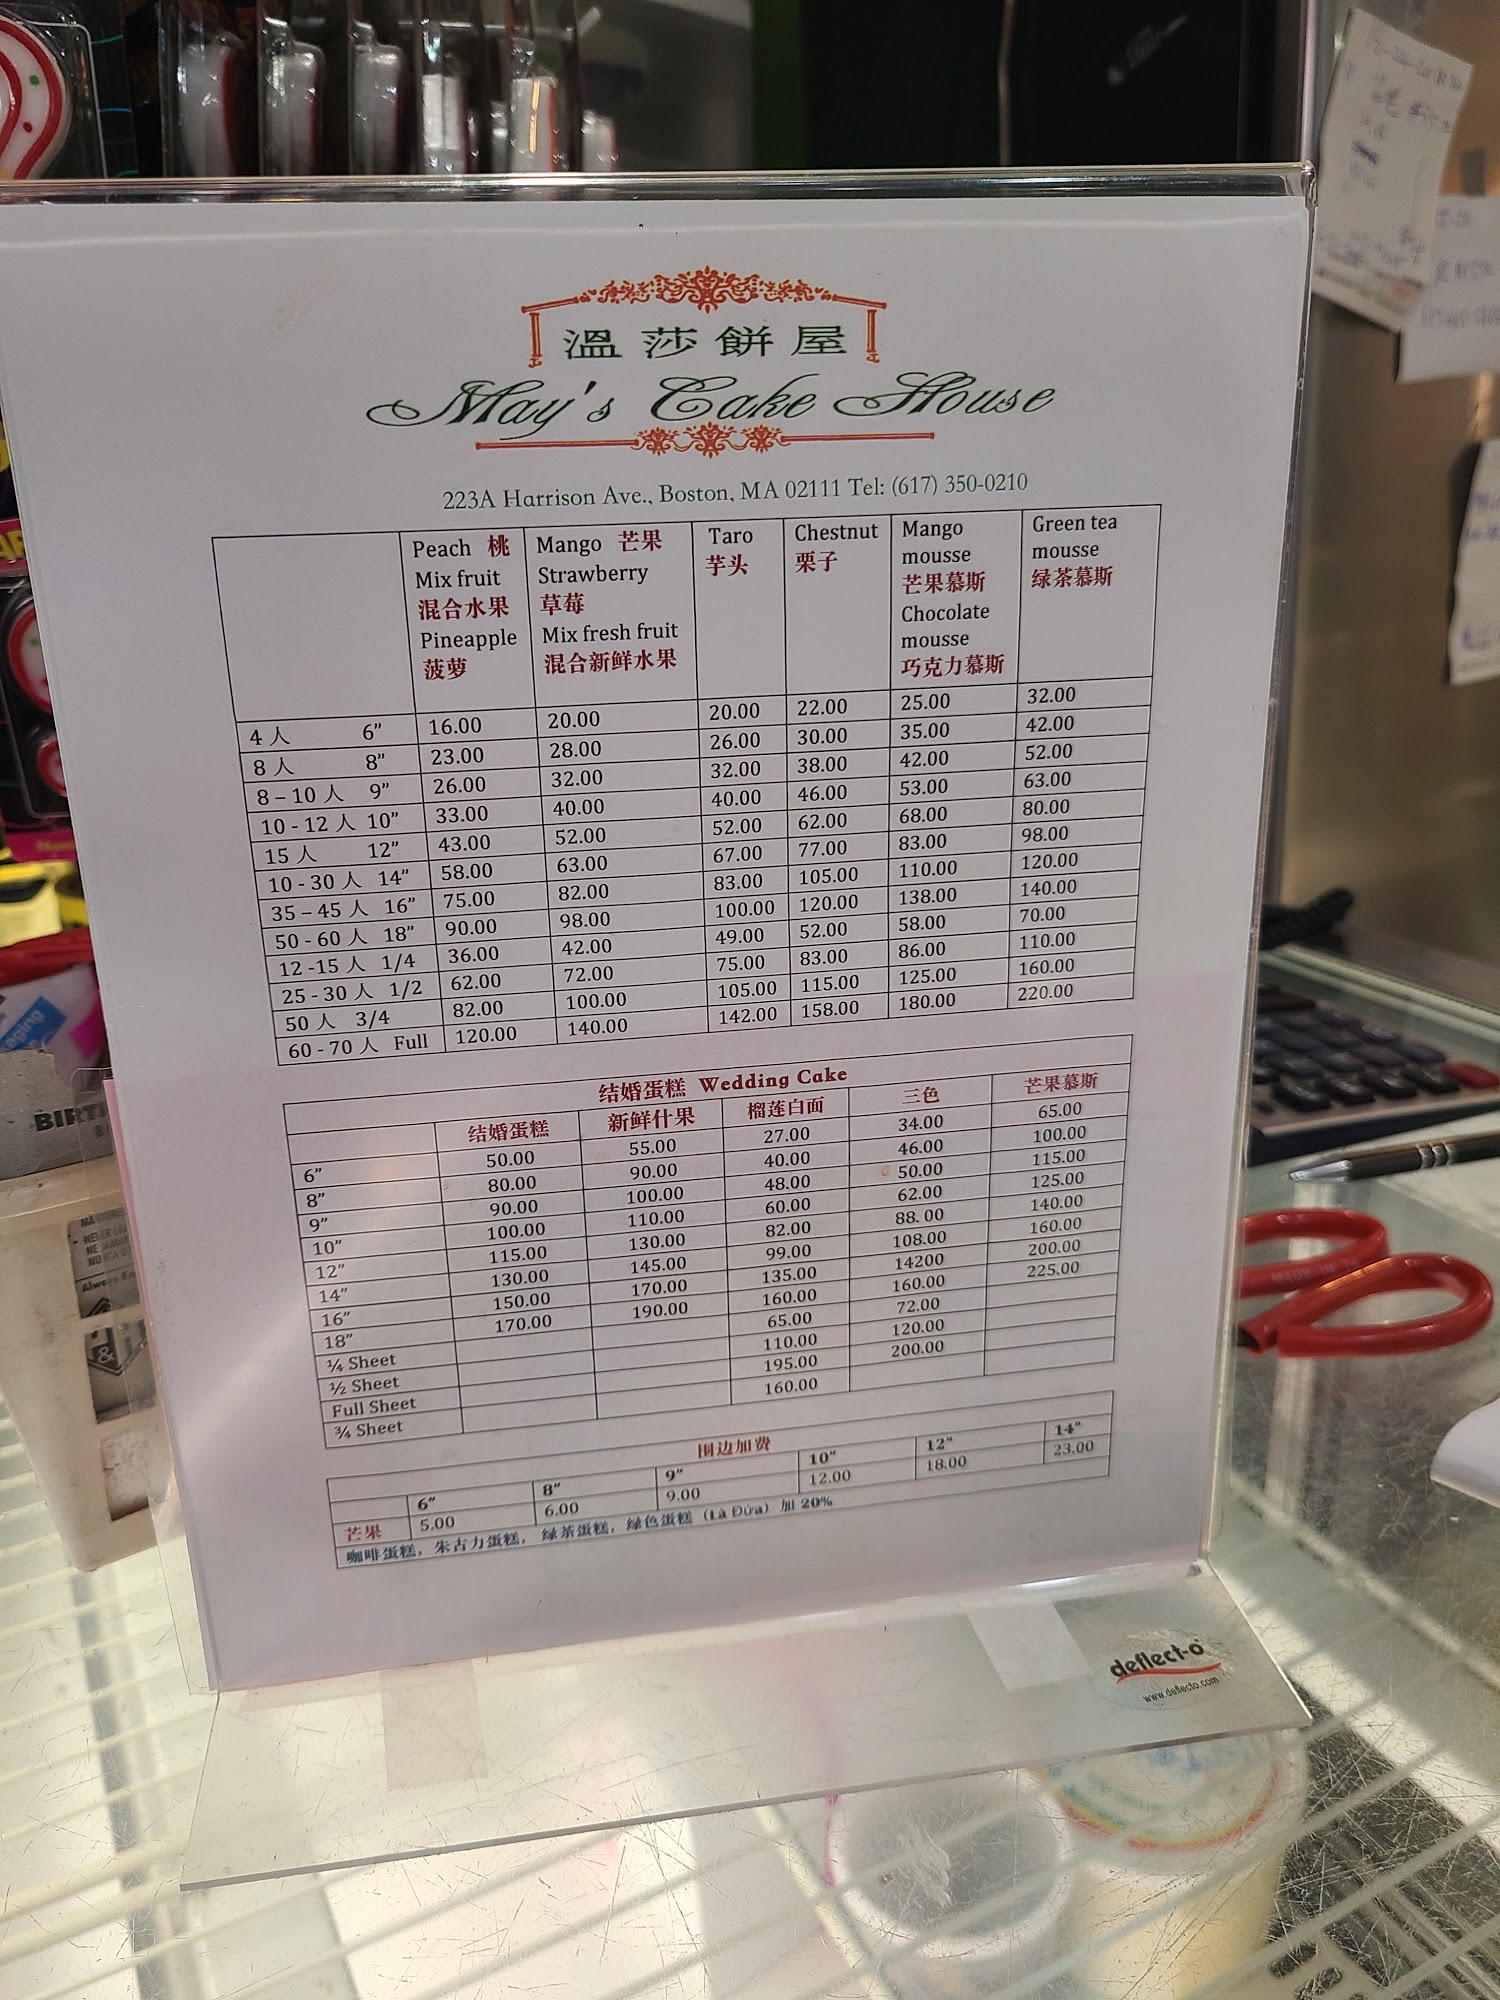 溫莎餅屋
May's Cake House
223A Harrison Ave., Boston, MA 02111 Tel: (617) 350-0210
Peach 桃 Mix fruit 混合水果 Pineapple 菠萝
Mango 芒果 Strawberry 草莓 Mix fresh fruit 混合新鲜水果
Taro 芋头
Chestnut 栗子
Mango mousse 芒果慕斯 Chocolate mousse 巧克力慕斯
Green tea mousse 绿茶慕斯
4 人 6” 16.00 20.00 20.00 22.00 25.00 32.00
8 人 8” 23.00 28.00 26.00 30.00 35.00 42.00
8 – 10 人 9” 26.00 32.00 32.00 38.00 42.00 52.00
10 - 12 人 10” 33.00 40.00 40.00 46.00 53.00 63.00
15 人 12” 43.00 52.00 52.00 62.00 68.00 80.00
10 - 30 人 14” 58.00 63.00 67.00 77.00 83.00 98.00
35 – 45 人 16” 75.00 82.00 83.00 105.00 110.00 120.00
50 - 60 人 18” 90.00 98.00 100.00 120.00 138.00 140.00
12 -15 人 1/4 36.00 42.00 49.00 52.00 58.00 70.00
25 - 30 人 1/2 62.00 72.00 75.00 83.00 86.00 110.00
50 人 3/4 82.00 100.00 105.00 115.00 125.00 160.00
60 - 70 人 Full 120.00 140.00 142.00 158.00 180.00 220.00
结婚蛋糕 Wedding Cake
结婚蛋糕 新鲜什果 榴莲白面 三色 芒果慕斯
6” 50.00 55.00 27.00 34.00 65.00
8” 80.00 90.00 40.00 46.00 100.00
9” 90.00 100.00 48.00 50.00 115.00
10” 100.00 110.00 60.00 62.00 125.00
12” 115.00 130.00 82.00 88. 00 140.00
14” 130.00 145.00 99.00 108.00 160.00
16” 150.00 170.00 135.00 14200 200.00
18” 170.00 190.00 160.00 160.00 225.00
¼ Sheet 65.00 72.00
½ Sheet 110.00 120.00
Full Sheet 195.00 200.00
¾ Sheet 160.00
围边加费
6” 8” 9” 10” 12” 14”
芒果 5.00 6.00 9.00 12.00 18.00 23.00
咖啡蛋糕，朱古力蛋糕，绿茶蛋糕，绿色蛋糕（Lá Dứa）加 20%
deflect-o
www.deflecto.com
BIRT